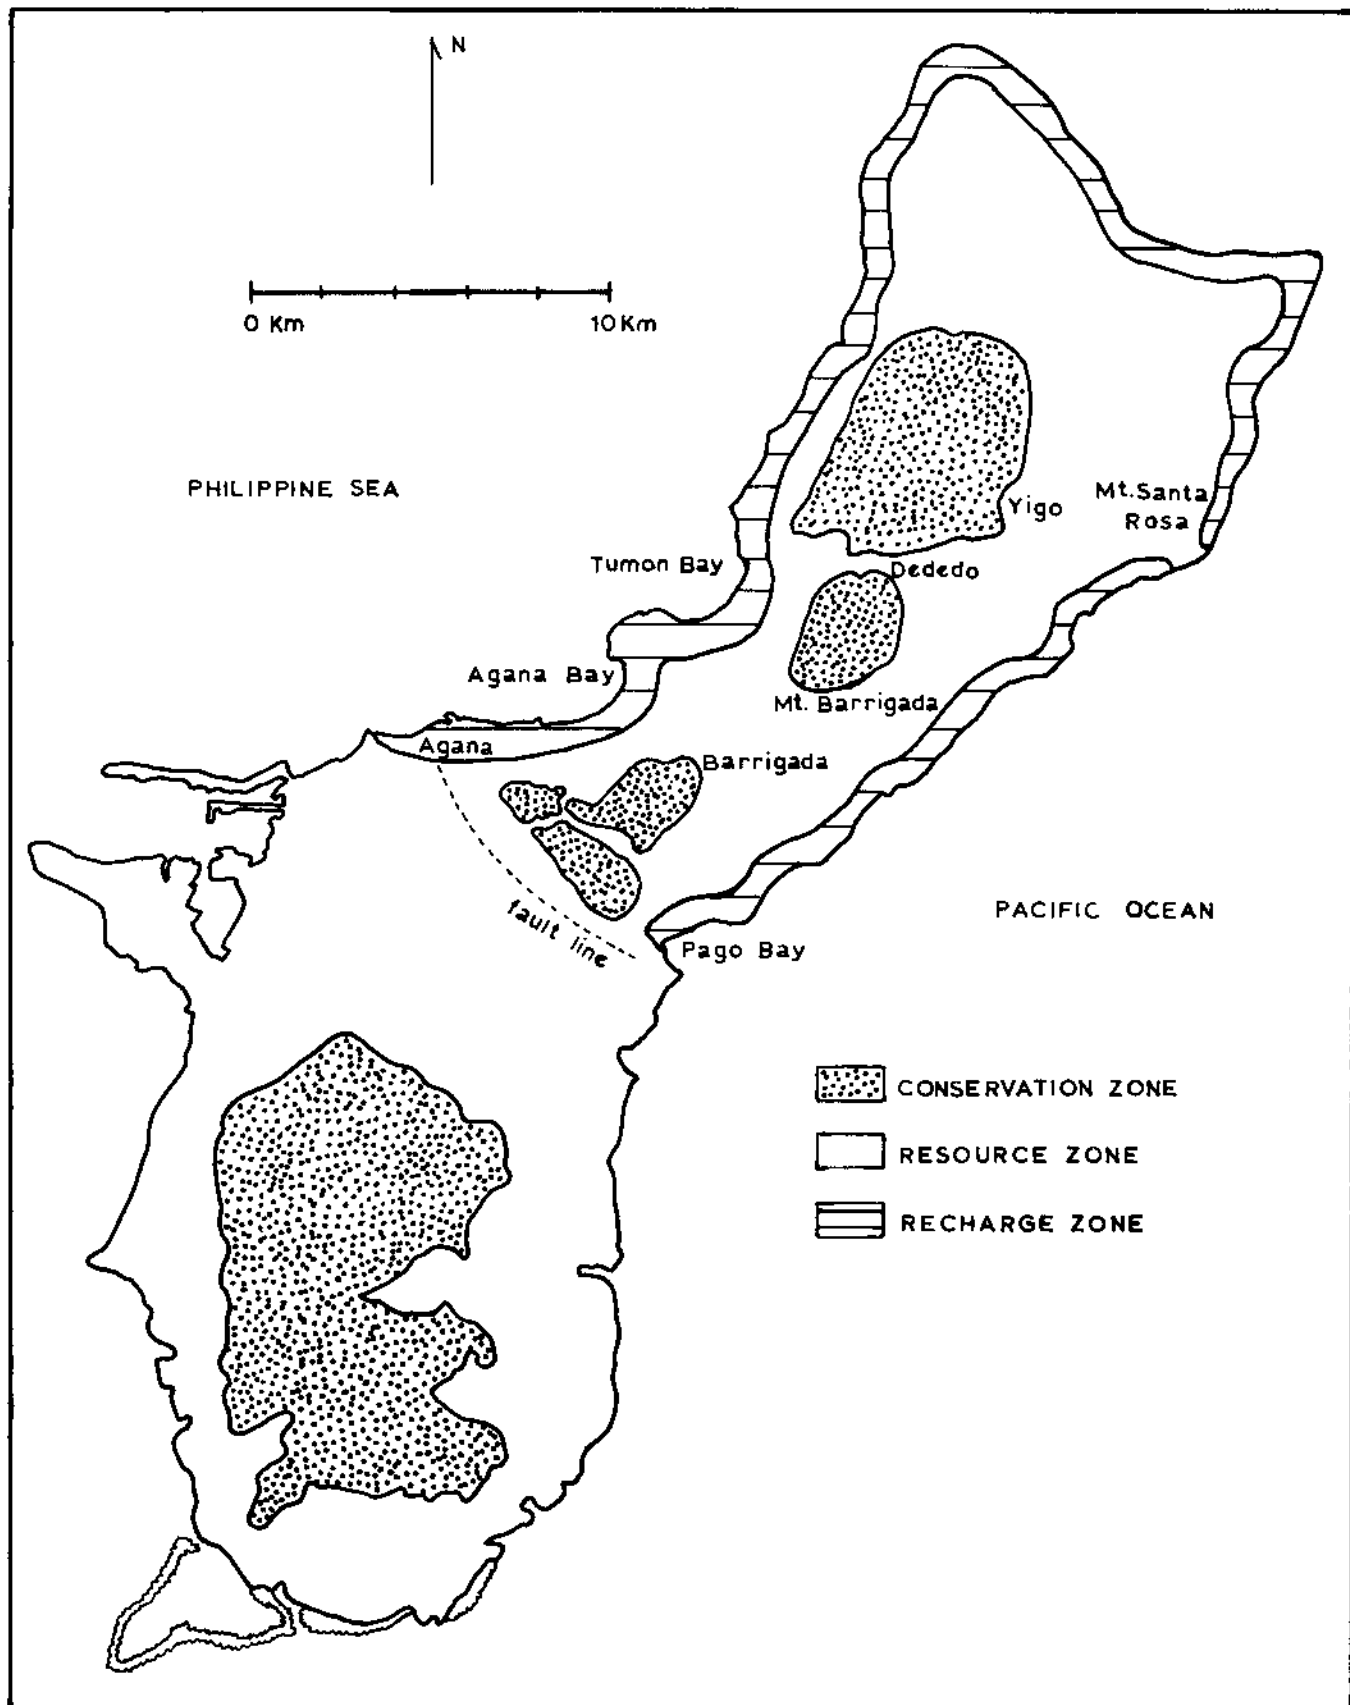 N
0 Km 10 Km
PHILIPPINE SEA
Mt. Santa
Rosa
Yigo
Tumon Bay
Dededo
Agana Bay
Mt. Barrigada
Agana
Barrigada
fault line
PACIFIC OCEAN
Pago Bay
CONSERVATION ZONE
RESOURCE ZONE
RECHARGE ZONE